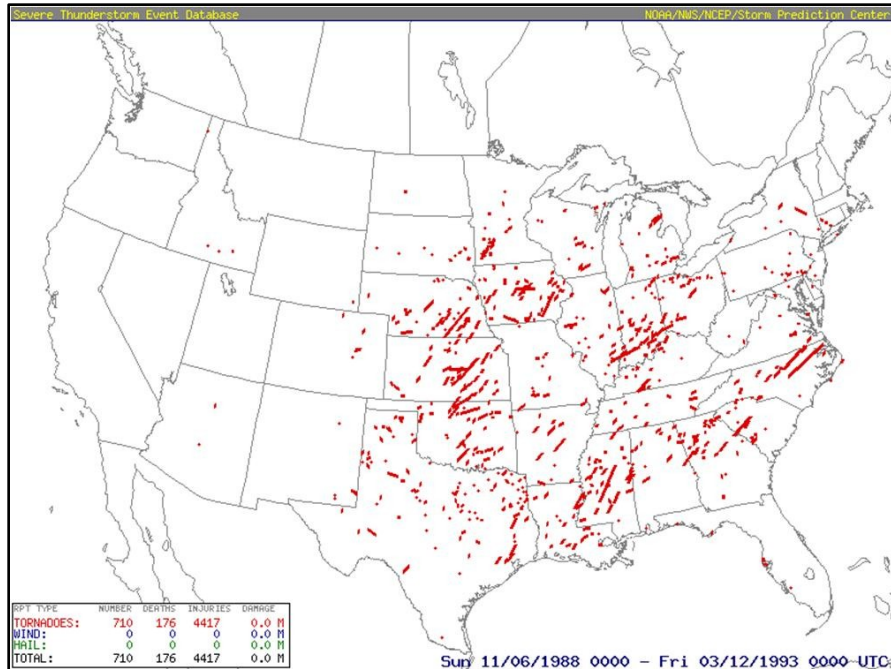 Severe Thunderstorm Event Database NOAA/NWS/NCEP/Storm Prediction Center
RPT TYPE NUMBER DEATHS INJURIES DAMAGE
TORNADOES: 710 176 4417 0.0 M
WIND: 0 0 0 0.0 M
HAIL: 0 0 0 0.0 M
TOTAL: 710 176 4417 0.0 M
Sun 11/06/1988 0000 - Fri 03/12/1993 0000 UTC